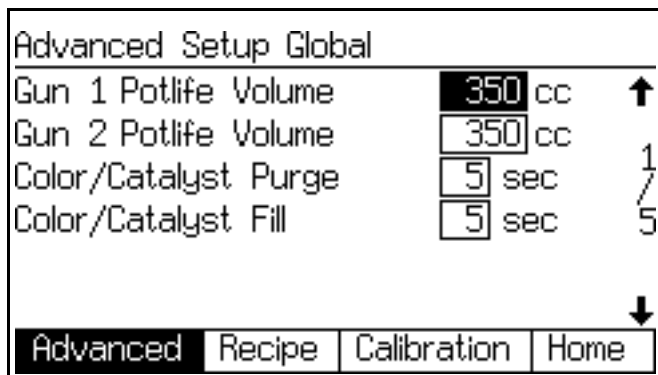 Advanced Setup Global
Gun 1 Potlife Volume 350 cc
Gun 2 Potlife Volume 350 cc
Color/Catalyst Purge 5 sec
Color/Catalyst Fill 5 sec
1/5
Advanced Recipe Calibration Home